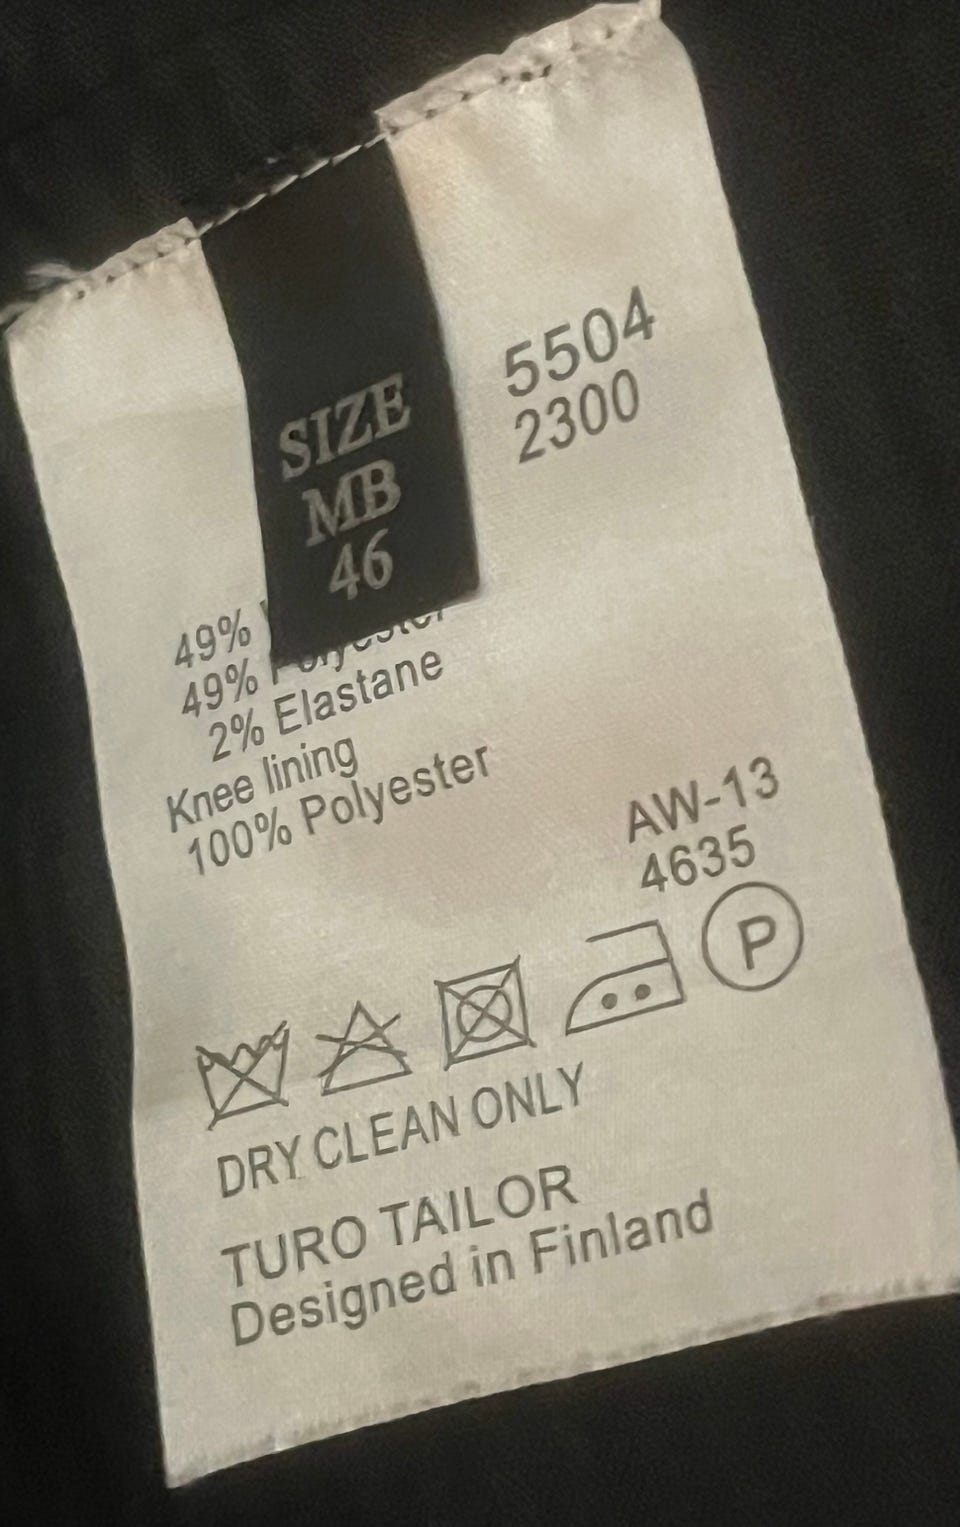 SIZE
MB
46
5504
2300
49%
49% Polyester
2% Elastane
Knee lining
100% Polyester
AW-13
4635
P
DRY CLEAN ONLY
TURO TAILOR
Designed in Finland